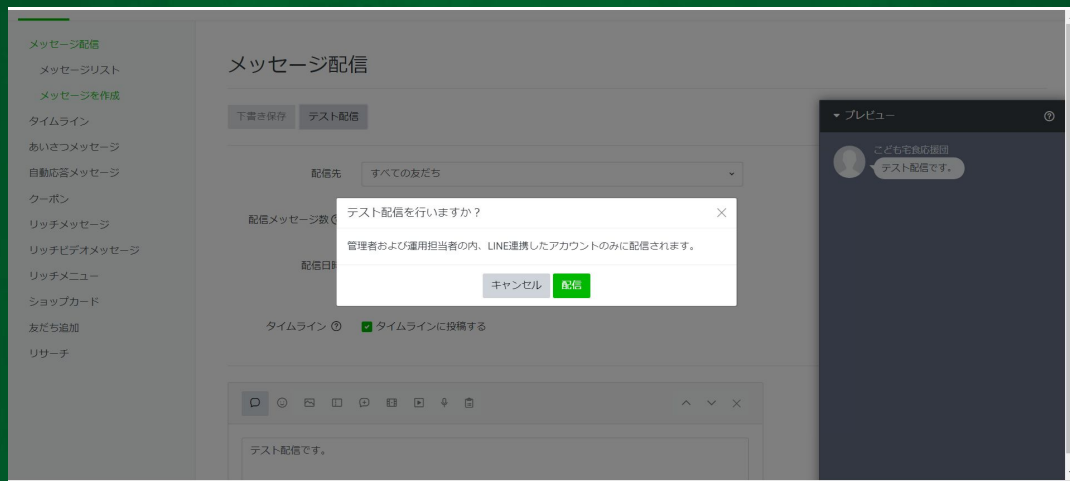 メッセージ配信
メッセージリスト
メッセージを作成
タイムライン
あいさつメッセージ
自動応答メッセージ
クーポン
リッチメッセージ
リッチビデオメッセージ
リッチメニュー
ショップカード
友だち追加
リサーチ
メッセージ配信
下書き保存 テスト配信
配信先 すべての友だち
配信メッセージ数
配信日時
タイムライン タイムラインに投稿する
テスト配信を行いますか？
管理者および運用担当者の内、LINE連携したアカウントのみに配信されます。
キャンセル 配信
テスト配信です。
プレビュー
こども宅食応援団
テスト配信です。